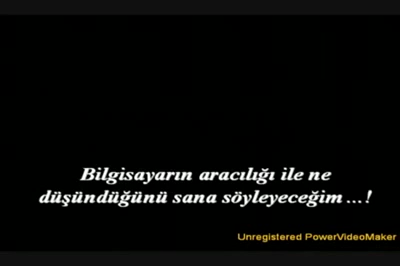 Bilgisayarın aracılığı ile ne
düşündüğünü sana söyleyeceğim...!
Unregistered PowerVideoMaker